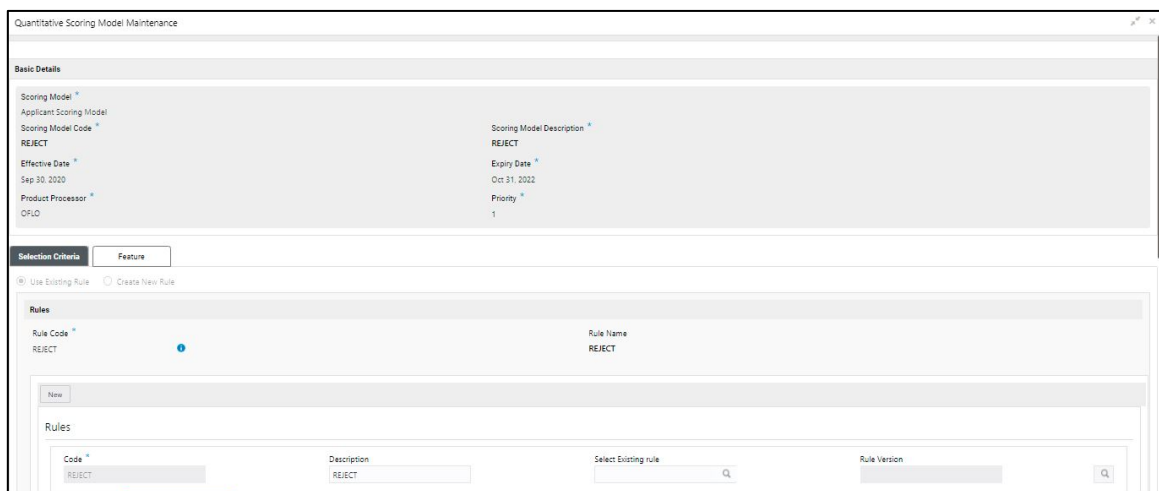 Quantitative Scoring Model Maintenance
Basic Details
Scoring Model *
Applicant Scoring Model
Scoring Model Code * Scoring Model Description *
REJECT REJECT
Effective Date * Expiry Date *
Sep 30, 2020 Oct 31, 2022
Product Processor * Priority *
OFLO 1
Selection Criteria Feature
Use Existing Rule Create New Rule
Rules
Rule Code * Rule Name
REJECT REJECT
New
Rules
Code * Description Select Existing rule Rule Version
REJECT REJECT